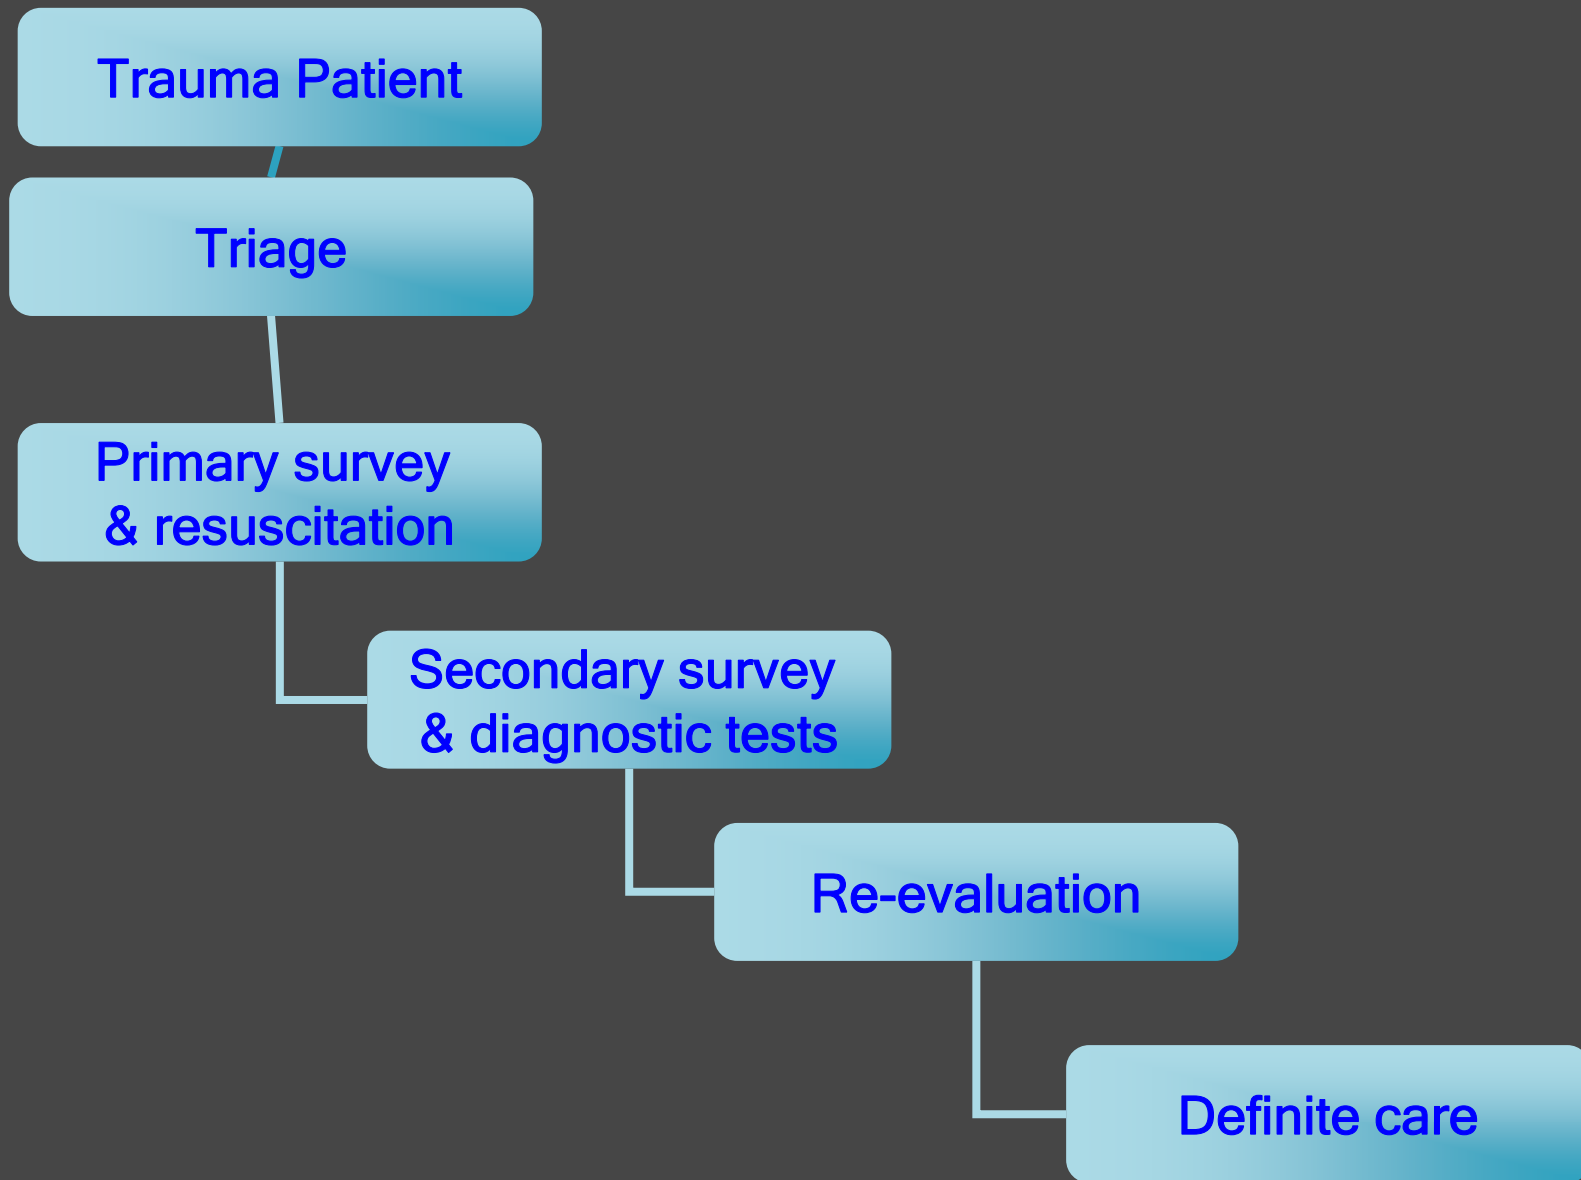 Trauma Patient
Triage
Primary survey
& resuscitation
Secondary survey
& diagnostic tests
Re-evaluation
Definite care